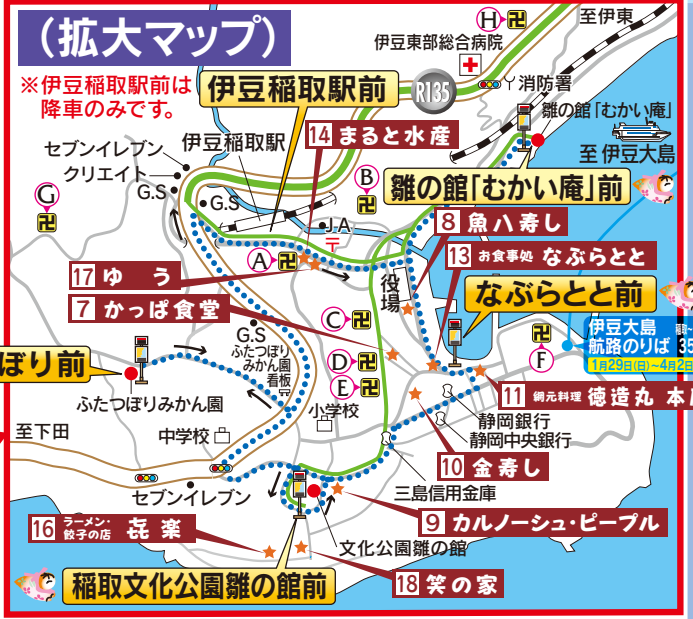 （拡大マップ）
※伊豆稲取駅前は
降車のみです。
H
至伊東
伊豆東部総合病院
R135
消防署
伊豆稲取駅前
雛の館「むかい庵」
至 伊豆大島
14 まると水産
伊豆稲取駅
セブンイレブン
クリエイト
G.S
G.S
G
B
雛の館「むかい庵」前
JA
8 魚八寿し
A
13 お食事処 なぶらとと
17 ゆう
役場
なぶらとと前
7 かっぱ食堂
C
G.S
ふたつぼり
みかん園
看板
D
E
F
伊豆大島
航路のりば
35
1月29日(日)～4月2日
ぼり前
ふたつぼりみかん園
小学校
11 網元料理 徳造丸 本
静岡銀行
静岡中央銀行
至下田
中学校
10 金寿し
セブンイレブン
三島信用金庫
9 カルノーシュ・ピープル
16 ラーメン・餃子の店 㐂楽
文化公園雛の館
稲取文化公園雛の館前
18 笑の家